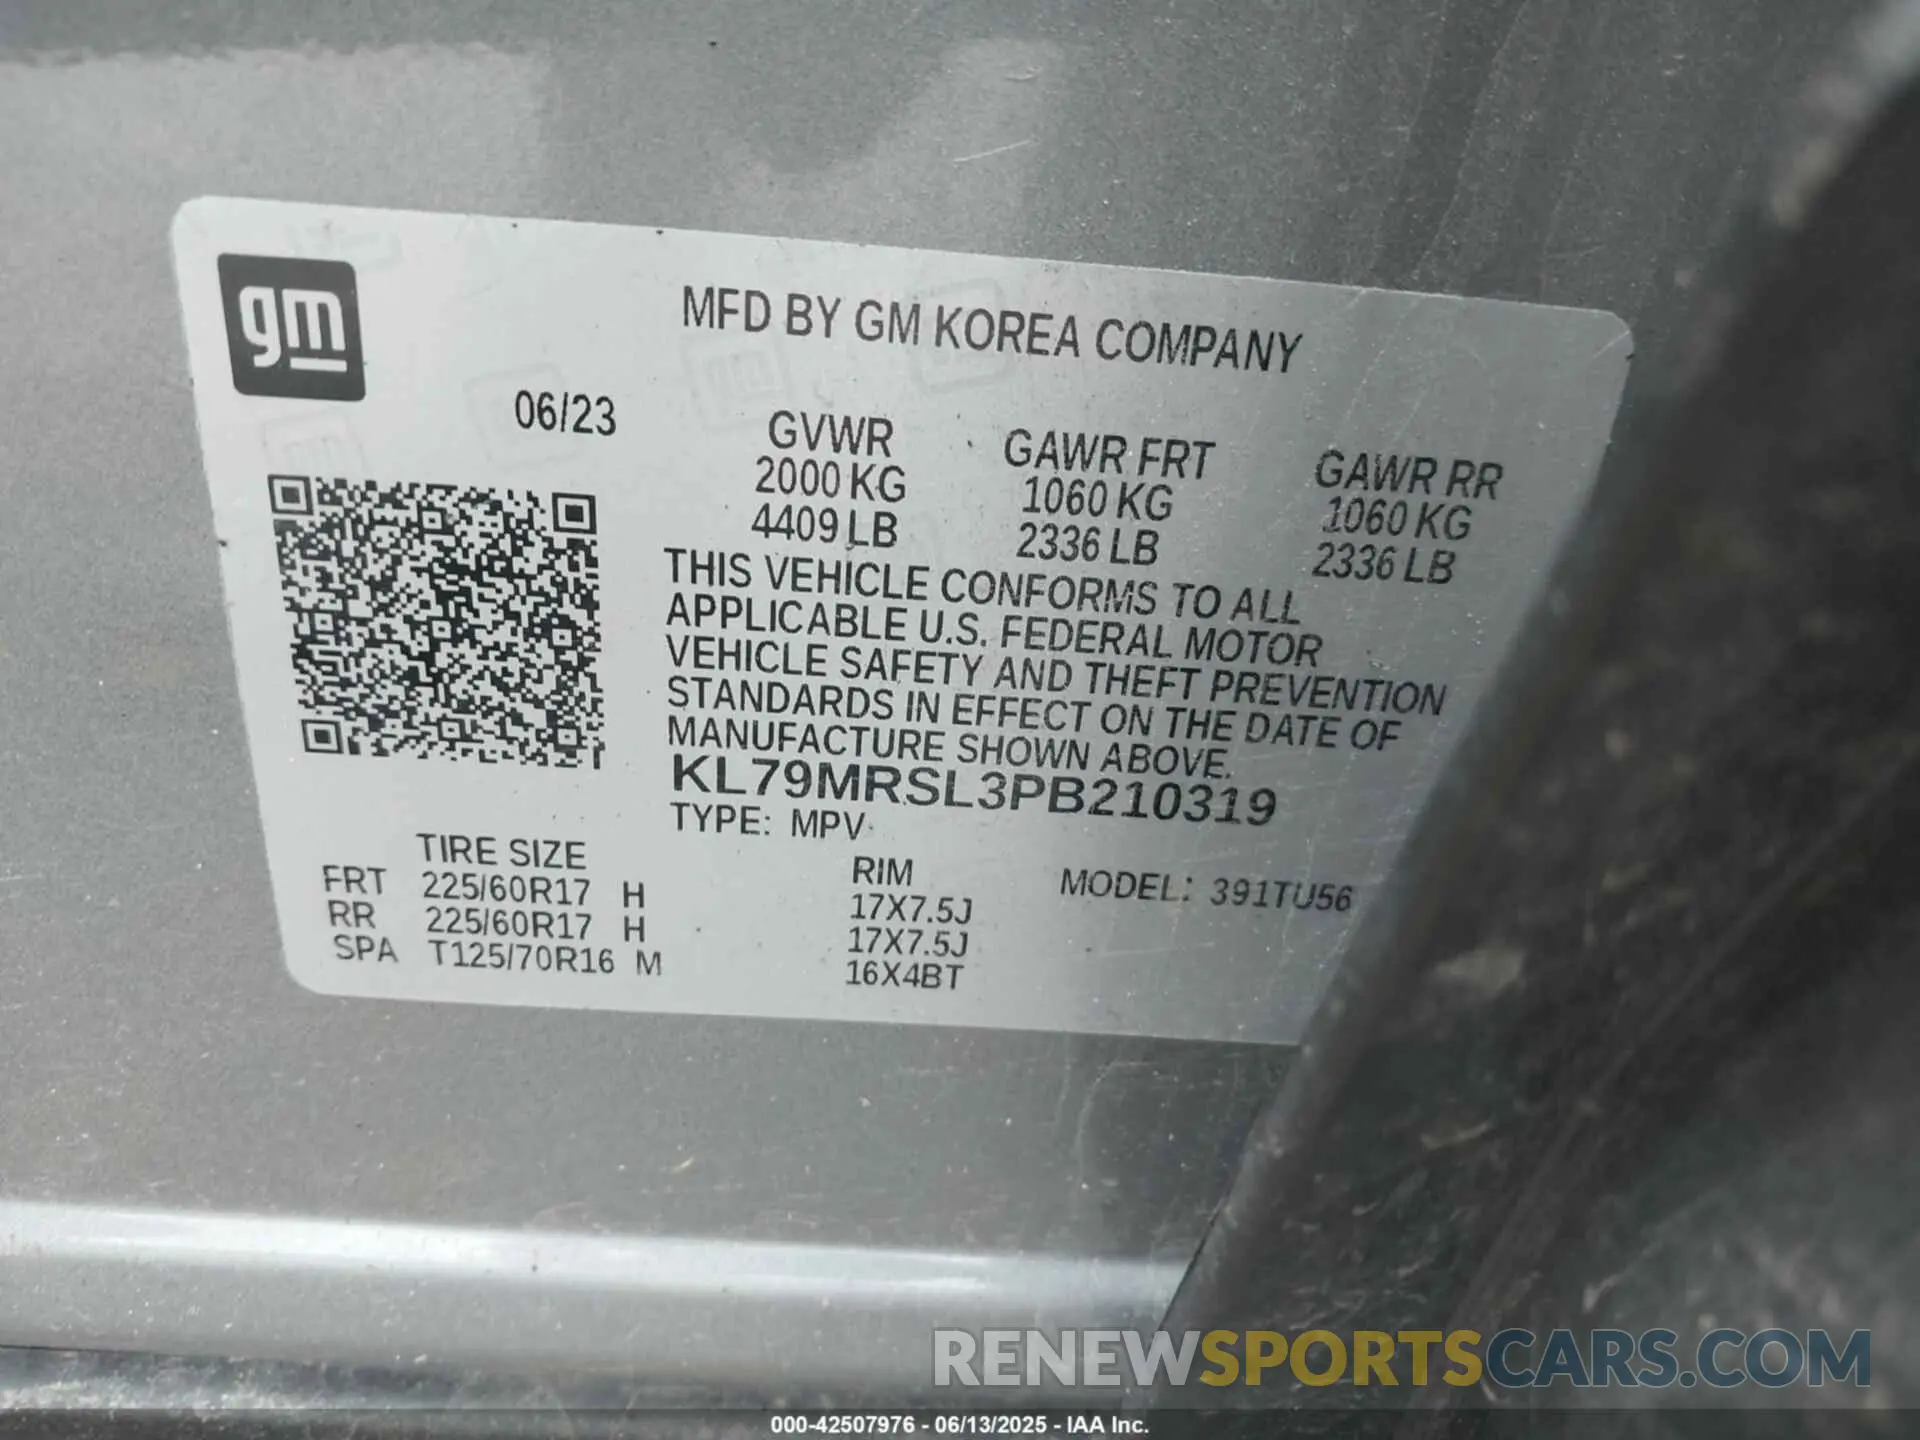 gm
MFD BY GM KOREA COMPANY
06/23
GVWR GAWR FRT GAWR RR
2000 KG 1060 KG 1060 KG
4409 LB 2336 LB 2336 LB
THIS VEHICLE CONFORMS TO ALL
APPLICABLE U.S. FEDERAL MOTOR
VEHICLE SAFETY AND THEFT PREVENTION
STANDARDS IN EFFECT ON THE DATE OF
MANUFACTURE SHOWN ABOVE.
KL79MRSL3PB210319
TYPE: MPV
TIRE SIZE RIM MODEL: 391TU56
FRT 225/60R17 H 17X7.5J
RR 225/60R17 H 17X7.5J
SPA T125/70R16 M 16X4BT
RENEWSPORTSCARS.COM
000-42507976 - 06/13/2025 - IAA Inc.